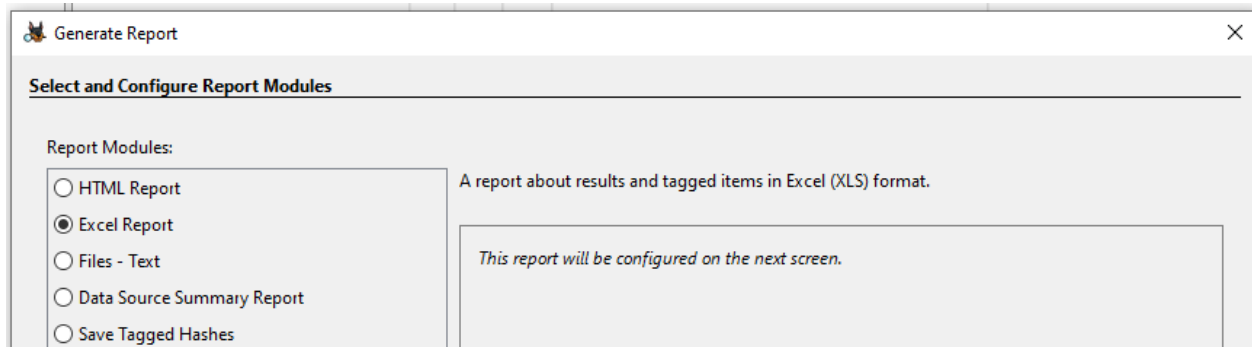 Generate Report
Select and Configure Report Modules
Report Modules:
HTML Report
A report about results and tagged items in Excel (XLS) format.
Excel Report
This report will be configured on the next screen.
Files - Text
Data Source Summary Report
Save Tagged Hashes